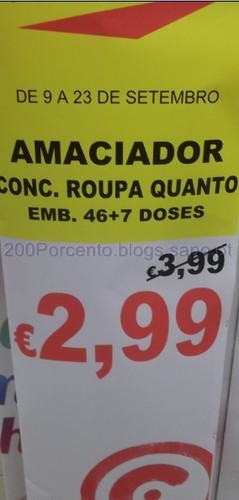 DE 9 A 23 DE SETEMBRO
AMACIADOR
CONC. ROUPA QUANTO
EMB. 46+7 DOSES
1200Porcento.blogs.sapo.pt
€3,99
€2,99